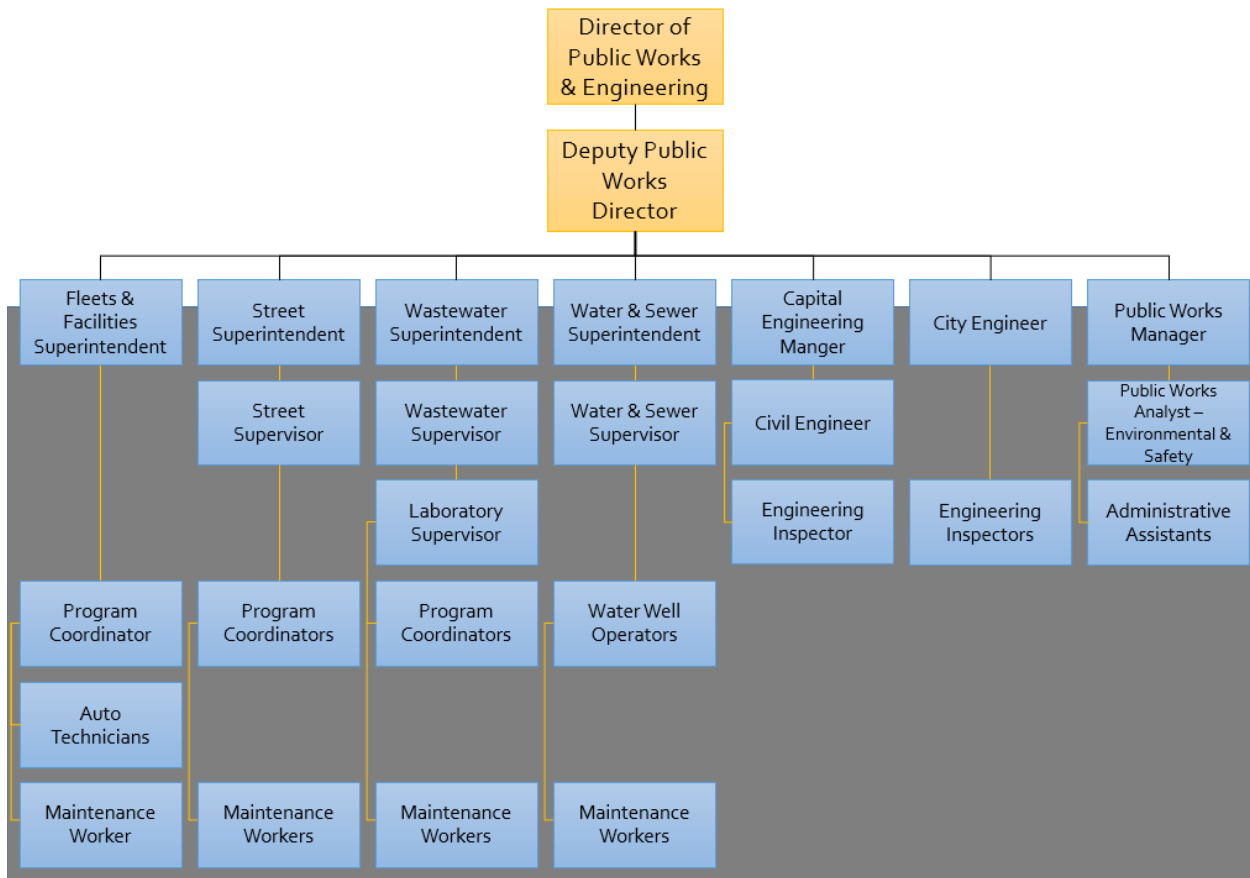 Director of
Public Works
& Engineering
Deputy Public
Works
Director
Fleets &
Facilities
Superintendent
Street
Superintendent
Wastewater
Superintendent
Water & Sewer
Superintendent
Capital
Engineering
Manger
City Engineer
Public Works
Manager
Street
Supervisor
Wastewater
Supervisor
Water & Sewer
Supervisor
Civil Engineer
Public Works
Analyst –
Environmental &
Safety
Laboratory
Supervisor
Engineering
Inspector
Engineering
Inspectors
Administrative
Assistants
Program
Coordinator
Program
Coordinators
Program
Coordinators
Water Well
Operators
Auto
Technicians
Maintenance
Worker
Maintenance
Workers
Maintenance
Workers
Maintenance
Workers